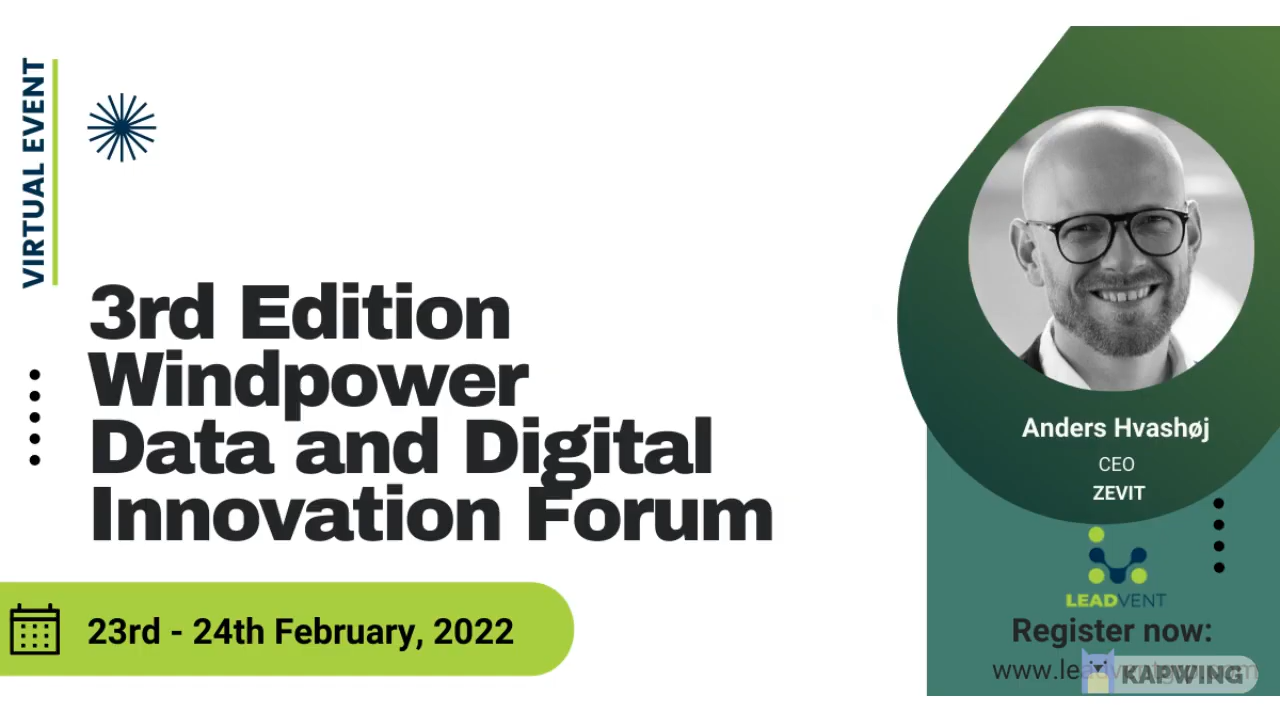 VIRTUAL EVENT
3rd Edition
Windpower
Data and Digital
Innovation Forum
23rd - 24th February, 2022
Anders Hvashøj
CEO
ZEVIT
LEADVENT
Register now:
KAPWING